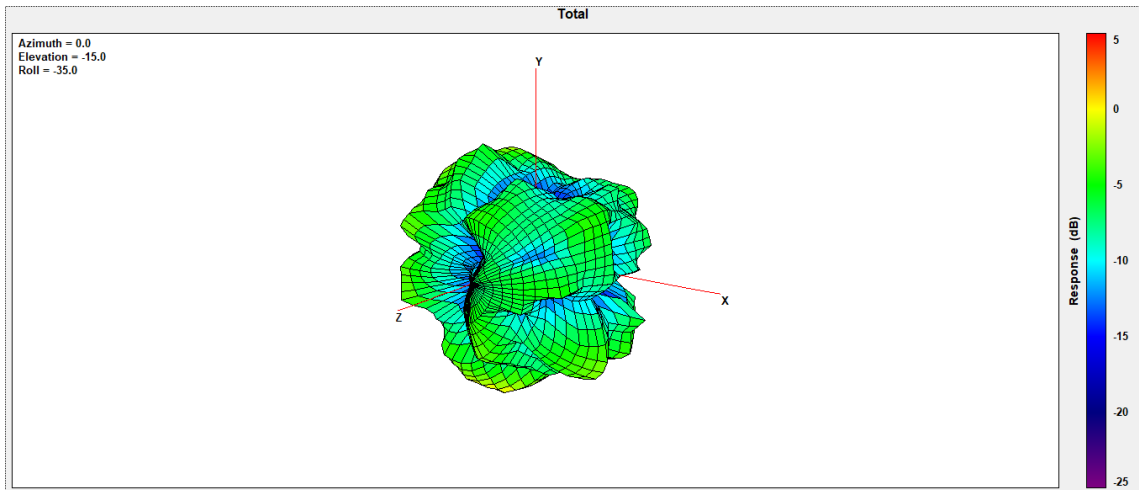 Total
Azimuth = 0.0
Elevation = -15.0
Roll = -35.0
Y
X
Z
5
0
-5
-10
-15
-20
-25
Response (dB)